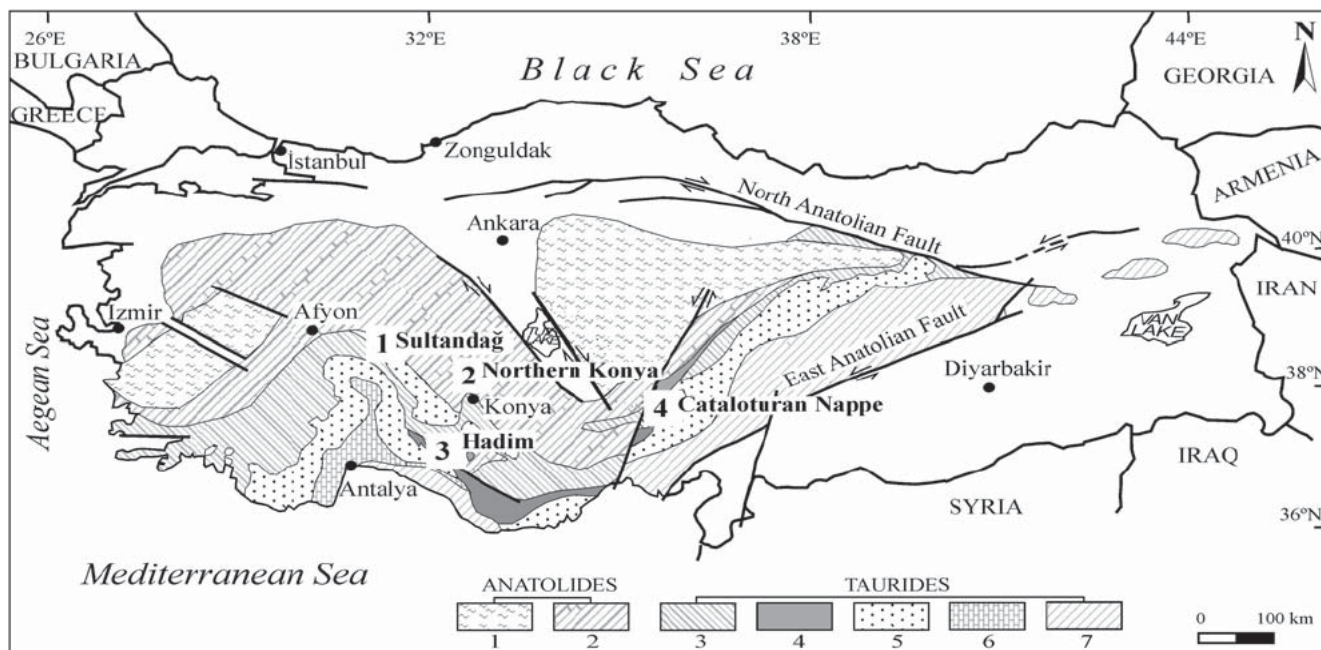 26ºE
32ºE
38ºE
44ºE
N
BULGARIA
Black Sea
GEORGIA
GREECE
İstanbul
Zonguldak
ARMENIA
North Anatolian Fault
Ankara
40ºN
IRAN
İzmir
Afyon
1 Sultandağ
LAKE
VAN
LAKE
Aegean Sea
2 Northern Konya
East Anatolian Fault
Diyarbakir
38ºN
Konya
4 Cataloturan Nappe
3 Hadim
IRAQ
Antalya
SYRIA
36ºN
Mediterranean Sea
ANATOLIDES
TAURIDES
1 2 3 4 5 6 7
0 100 km